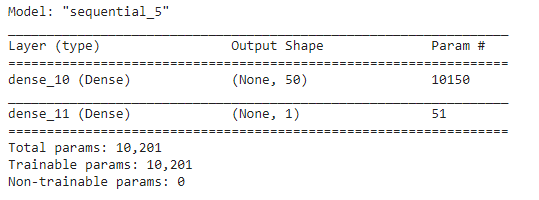 Model: "sequential_5"
_________________________________________________________________
Layer (type)                 Output Shape              Param #
=================================================================
dense_10 (Dense)             (None, 50)                10150
_________________________________________________________________
dense_11 (Dense)             (None, 1)                 51
=================================================================
Total params: 10,201
Trainable params: 10,201
Non-trainable params: 0